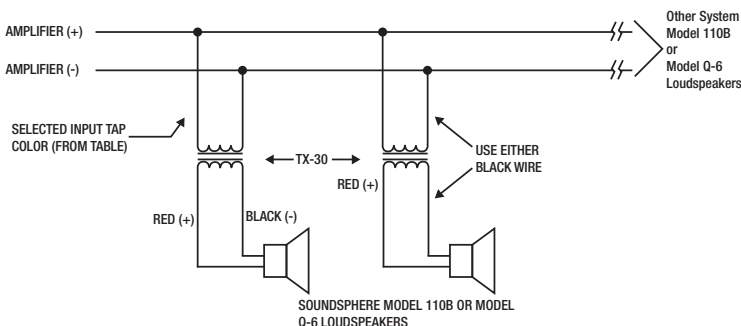 AMPLIFIER (+)
AMPLIFIER (-)
Other System
Model 110B
or
Model Q-6
Loudspeakers
SELECTED INPUT TAP
COLOR (FROM TABLE)
TX-30
USE EITHER
BLACK WIRE
RED (+)
RED (+)
BLACK (-)
SOUNDSPHERE MODEL 110B OR MODEL
Q-6 LOUDSPEAKERS